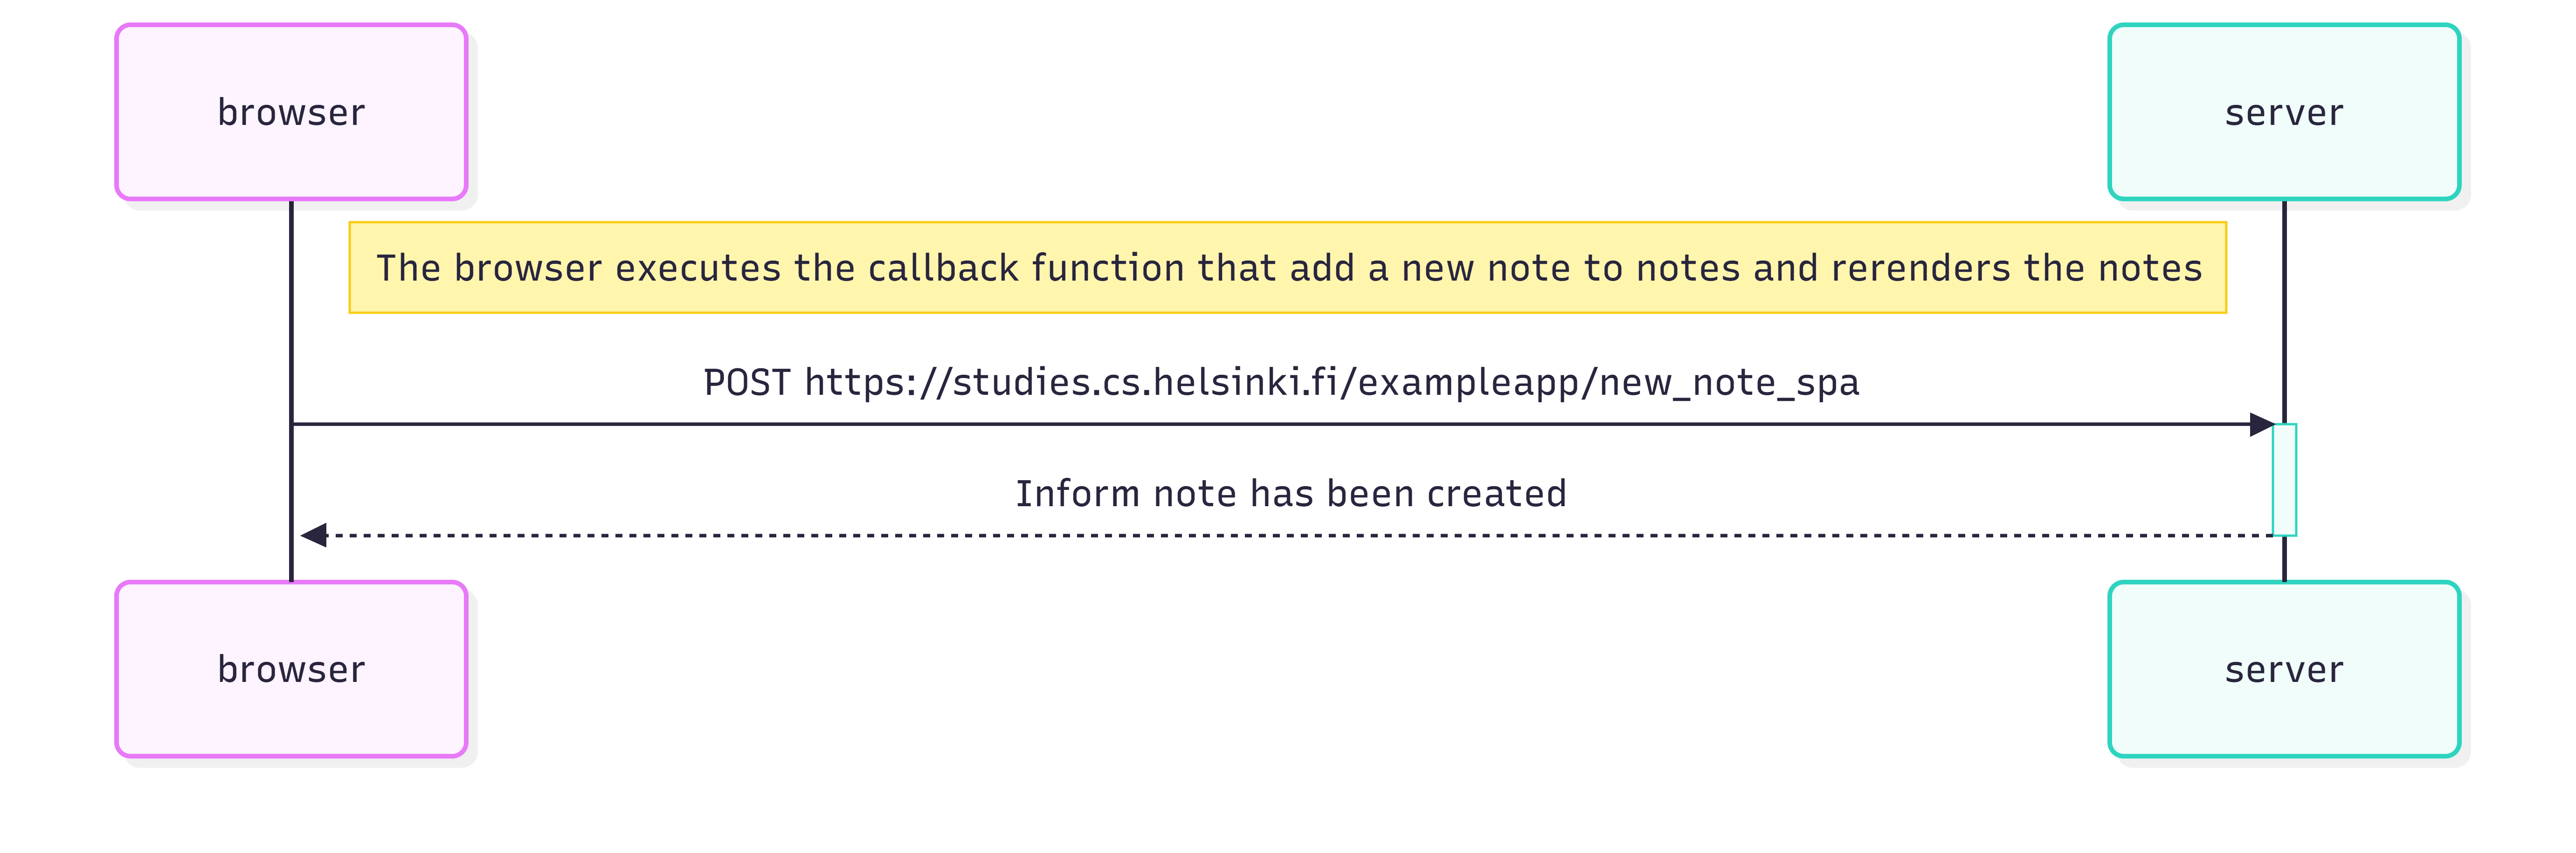 browser
server
The browser executes the callback function that add a new note to notes and rerenders the notes
POST https://studies.cs.helsinki.fi/exampleapp/new_note_spa
Inform note has been created
browser
server